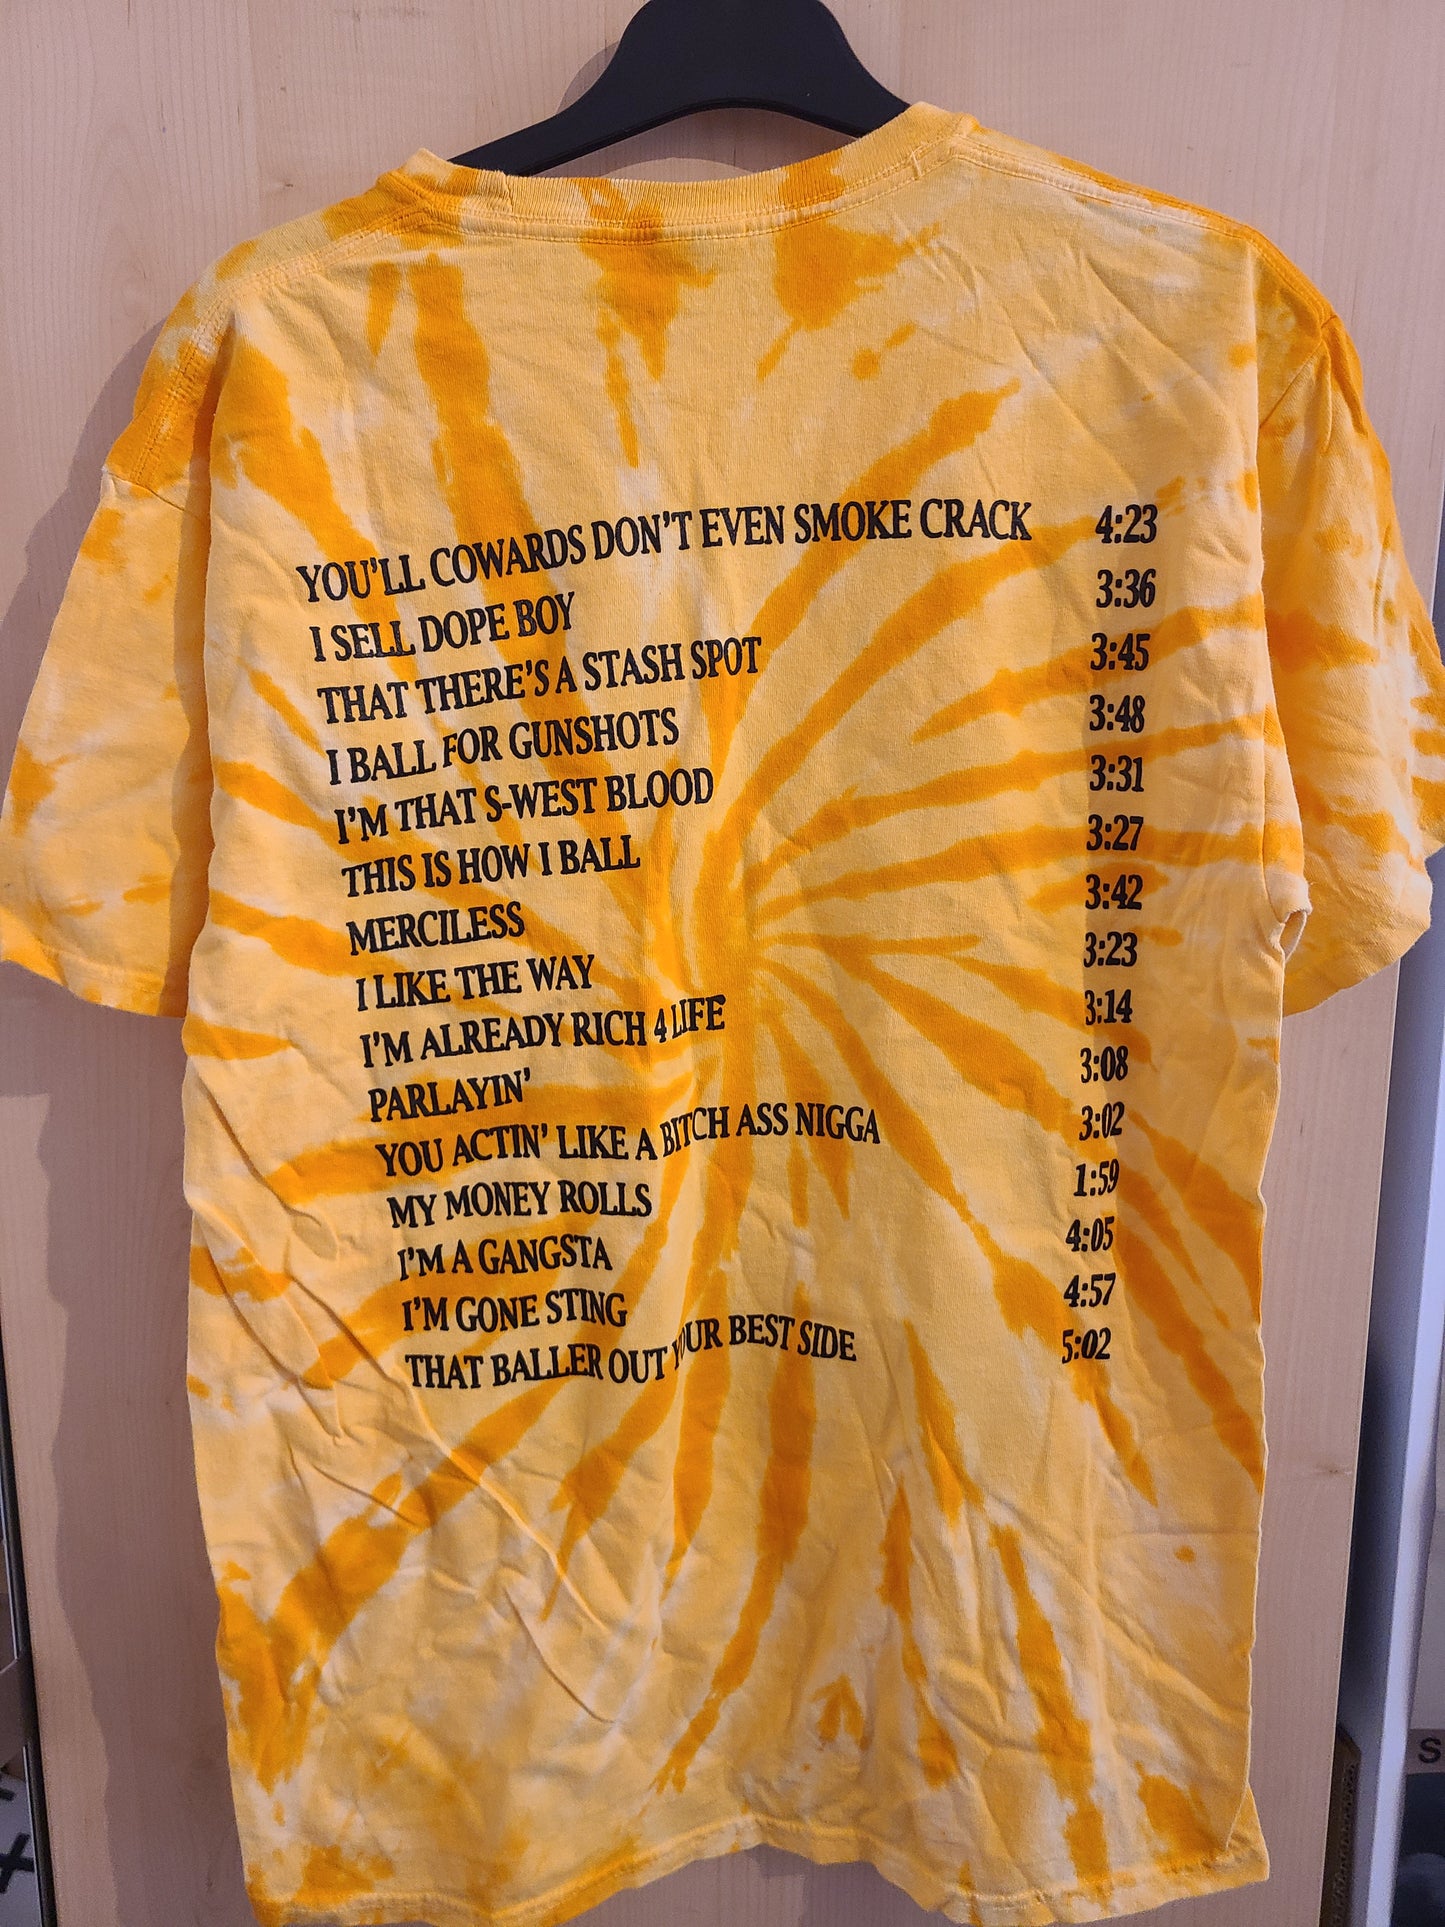 YOU'LL COWARDS DON'T EVEN SMOKE CRACK 4:23
I SELL DOPE BOY 3:36
THAT THERE'S A STASH SPOT 3:45
I BALL FOR GUNSHOTS 3:48
I'M THAT S-WEST BLOOD 3:31
THIS IS HOW I BALL 3:27
MERCILESS 3:42
I LIKE THE WAY 3:23
I'M ALREADY RICH 4 LIFE 3:14
PARLAYIN' 3:08
YOU ACTIN' LIKE A BITCH ASS NIGGA 3:02
MY MONEY ROLLS 1:59
I'M A GANGSTA 4:05
I'M GONE STING 4:57
THAT BALLER OUT YOUR BEST SIDE 5:02
S